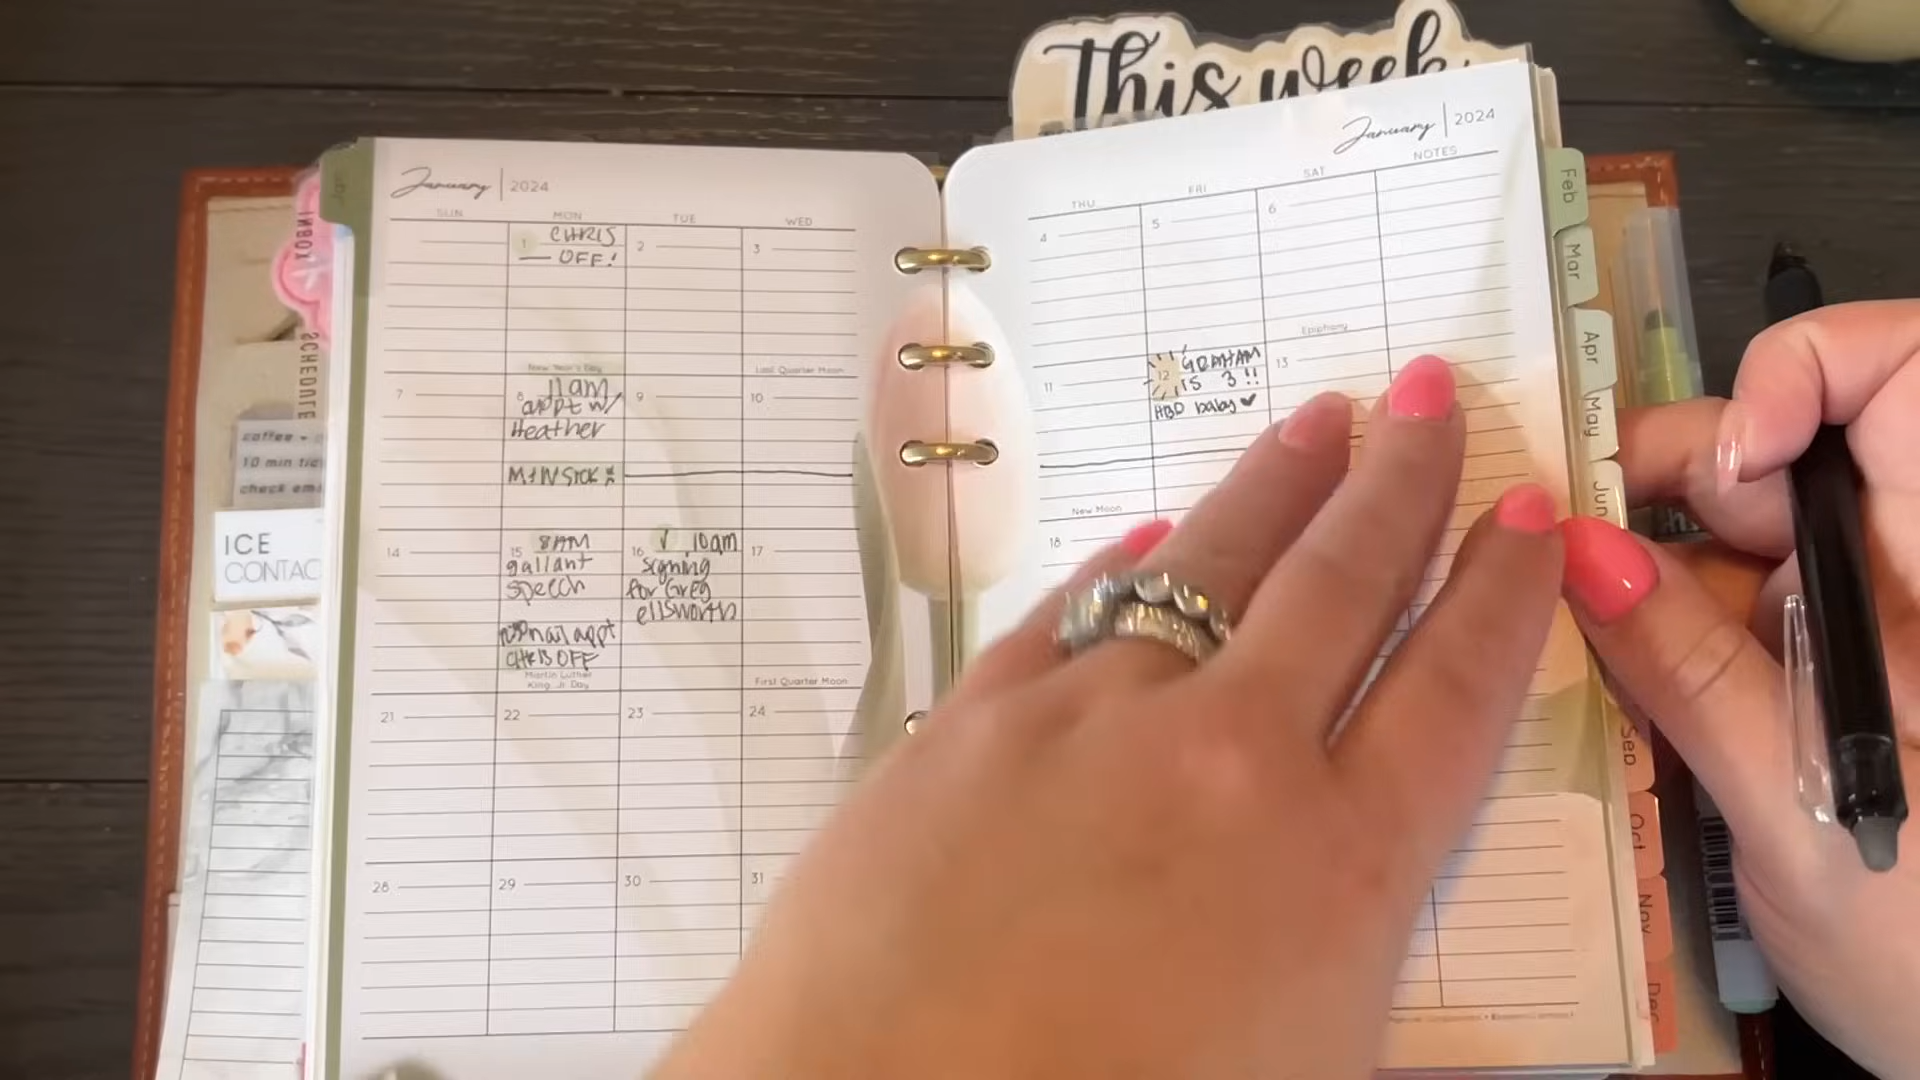 This week
January | 2024
SUN MON TUE WED
1 CHRIS
OFF!
2
3
New Year's Day
Last Quarter Moon
7
8 11am
appt w/
Heather
M+N SICK
9
10
14
15 8AM
gallant
speech
nail appt
CHRIS OFF
Martin Luther
King Jr. Day
16 10am
signing
for Greg
ellsworth
17
First Quarter Moon
21
22
23
24
28
29
30
31
January | 2024
THU FRI SAT NOTES
4
5
6
Epiphany
11
12 GRAHAM
IS 3!!
HBD baby
13
New Moon
18
INBOX
SCHEDULE
coffee
10 min
check
ICE
CONTAC
Apr
Feb
Mar
Apr
May
Jun
Sep
Oct
Nov
Dec